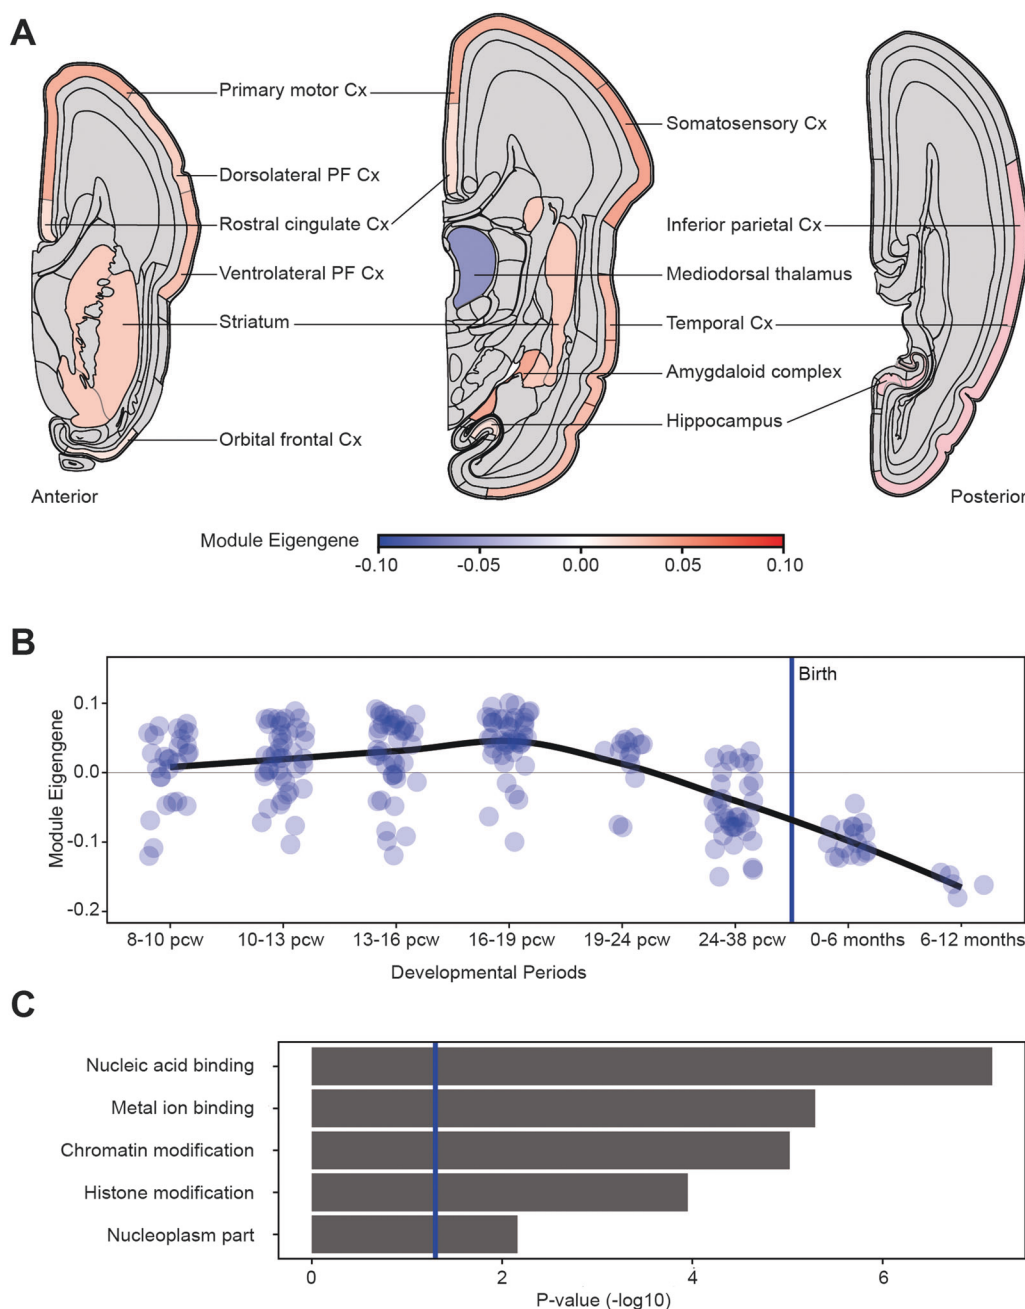 A
Primary motor Cx
Dorsolateral PF Cx
Rostral cingulate Cx
Ventrolateral PF Cx
Striatum
Orbital frontal Cx
Somatosensory Cx
Inferior parietal Cx
Mediodorsal thalamus
Temporal Cx
Amygdaloid complex
Hippocampus
Anterior
Posterior
Module Eigengene
-0.10 -0.05 0.00 0.05 0.10
B
Module Eigengene
0.1
0.0
-0.1
-0.2
Birth
8-10 pcw 10-13 pcw 13-16 pcw 16-19 pcw 19-24 pcw 24-38 pcw 0-6 months 6-12 months
Developmental Periods
C
Nucleic acid binding
Metal ion binding
Chromatin modification
Histone modification
Nucleoplasm part
0 2 4 6
P-value (-log10)